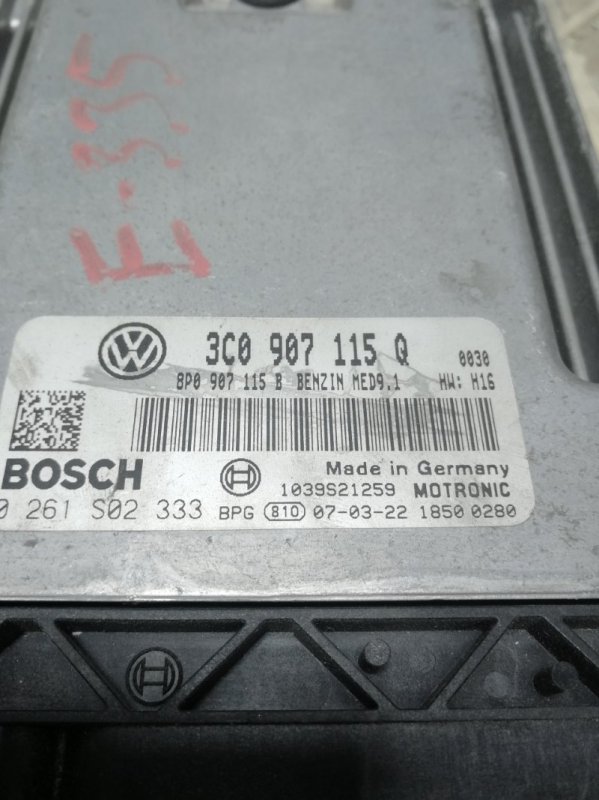 E-335
3C0 907 115 Q 0030
8P0 907 115 B BENZIN MED9.1 HW: H16
BOSCH Made in Germany
1039S21259 MOTRONIC
0 261 S02 333 BPG 810 07-03-22 1850 0280